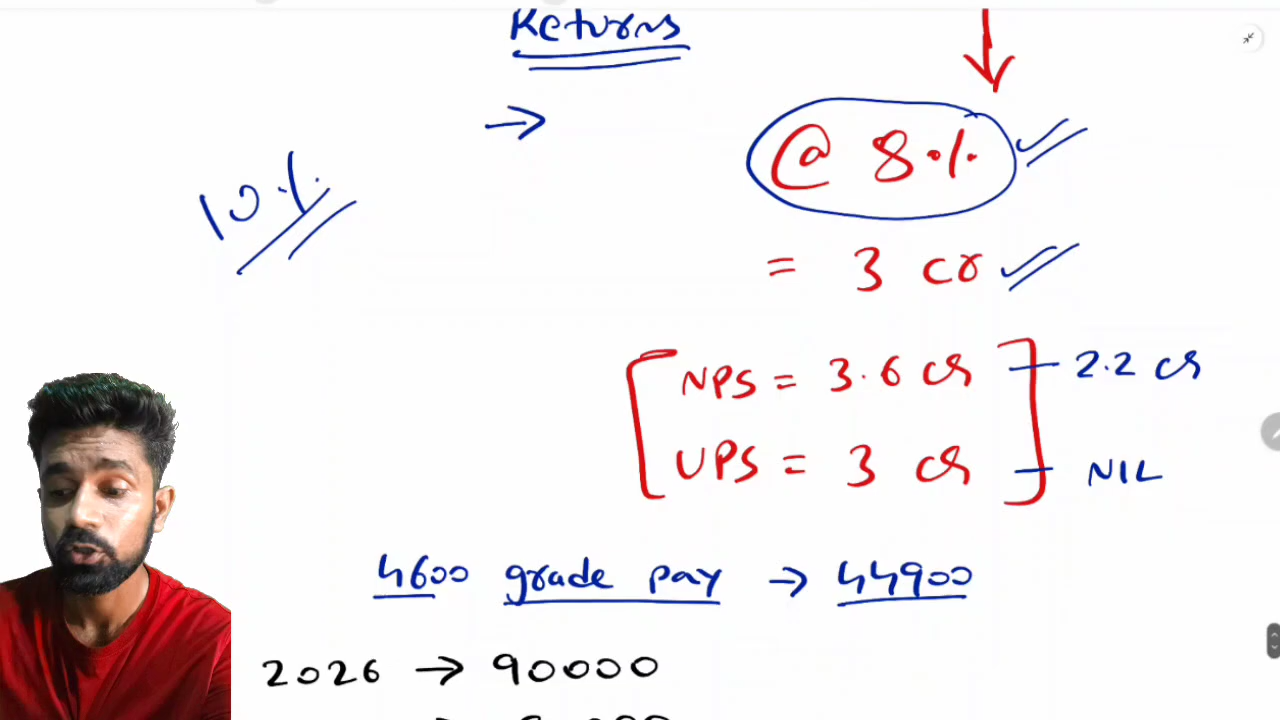 Returns
→
@ 8%
10%
= 3 cr
NPS = 3.6 cr — 2.2 cr
UPS = 3 cr — NIL
4600 grade pay → 44900
2026 → 90000